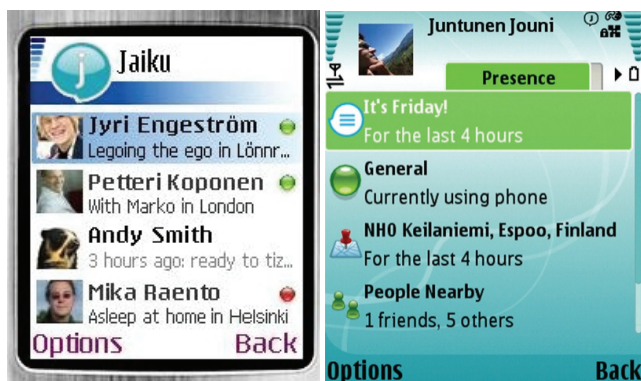 Jaiku
Jyri Engeström
Legoing the ego in Lönnr...
Petteri Koponen
With Marko in London
Andy Smith
3 hours ago: ready to tiz...
Mika Raento
Asleep at home in Helsinki
Options Back
Juntunen Jouni
Presence
It's Friday!
For the last 4 hours
General
Currently using phone
NHO Keilaniemi, Espoo, Finland
For the last 4 hours
People Nearby
1 friends, 5 others
Options Back